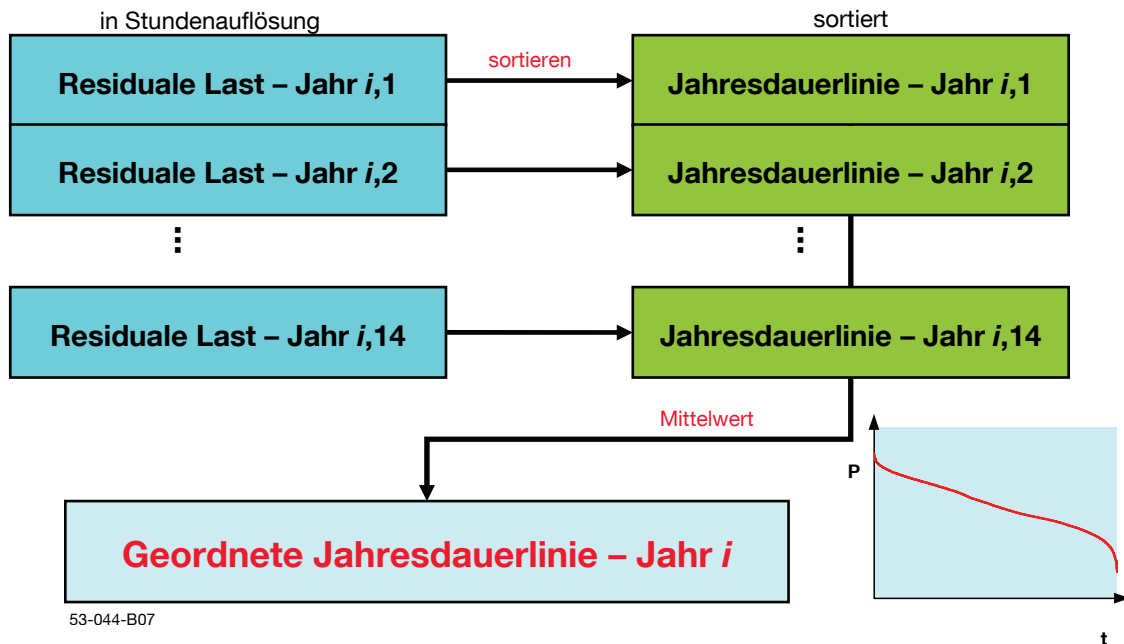 in Stundenauflösung
sortiert
Residuale Last – Jahr i,1
sortieren
Jahresdauerlinie – Jahr i,1
Residuale Last – Jahr i,2
Jahresdauerlinie – Jahr i,2
⋮
⋮
Residuale Last – Jahr i,14
Jahresdauerlinie – Jahr i,14
Mittelwert
P
Geordnete Jahresdauerlinie – Jahr i
53-044-B07
t